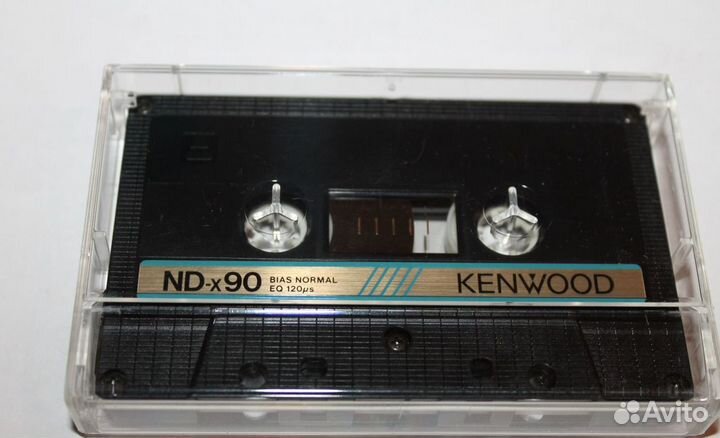 ND-x90
BIAS NORMAL
EQ 120µs
KENWOOD
Avito